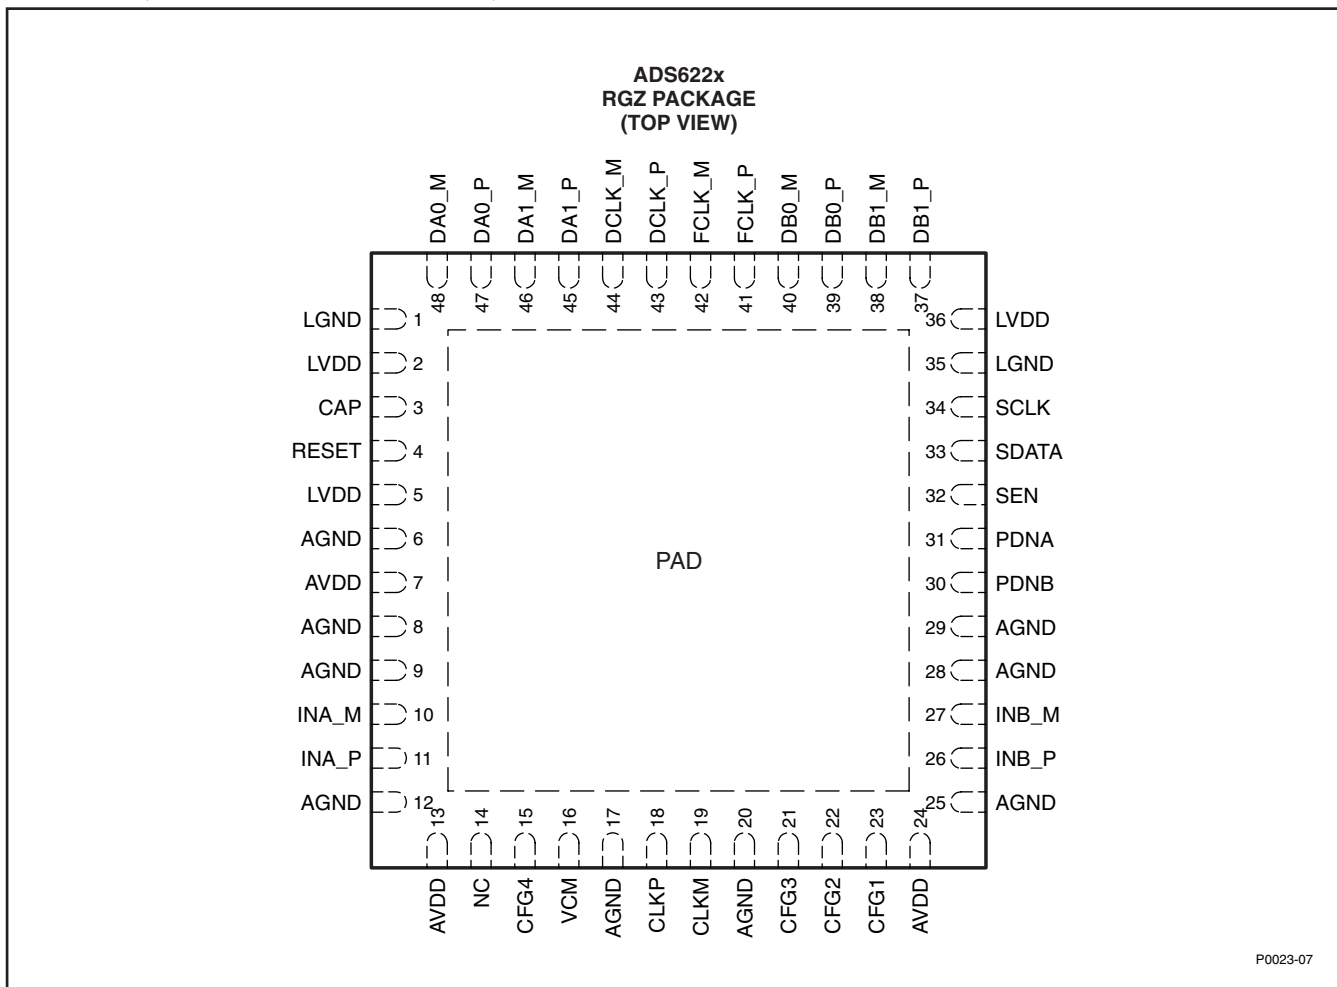 ADS622x
RGZ PACKAGE
(TOP VIEW)
DA0_M
DA0_P
DA1_M
DA1_P
DCLK_M
DCLK_P
FCLK_M
FCLK_P
DB0_M
DB0_P
DB1_M
DB1_P
48
47
46
45
44
43
42
41
40
39
38
37
LGND 1
LVDD 2
CAP 3
RESET 4
LVDD 5
AGND 6
AVDD 7
AGND 8
AGND 9
INA_M 10
INA_P 11
AGND 12
PAD
36 LVDD
35 LGND
34 SCLK
33 SDATA
32 SEN
31 PDNA
30 PDNB
29 AGND
28 AGND
27 INB_M
26 INB_P
25 AGND
13
14
15
16
17
18
19
20
21
22
23
24
AVDD
NC
CFG4
VCM
AGND
CLKP
CLKM
AGND
CFG3
CFG2
CFG1
AVDD
P0023-07